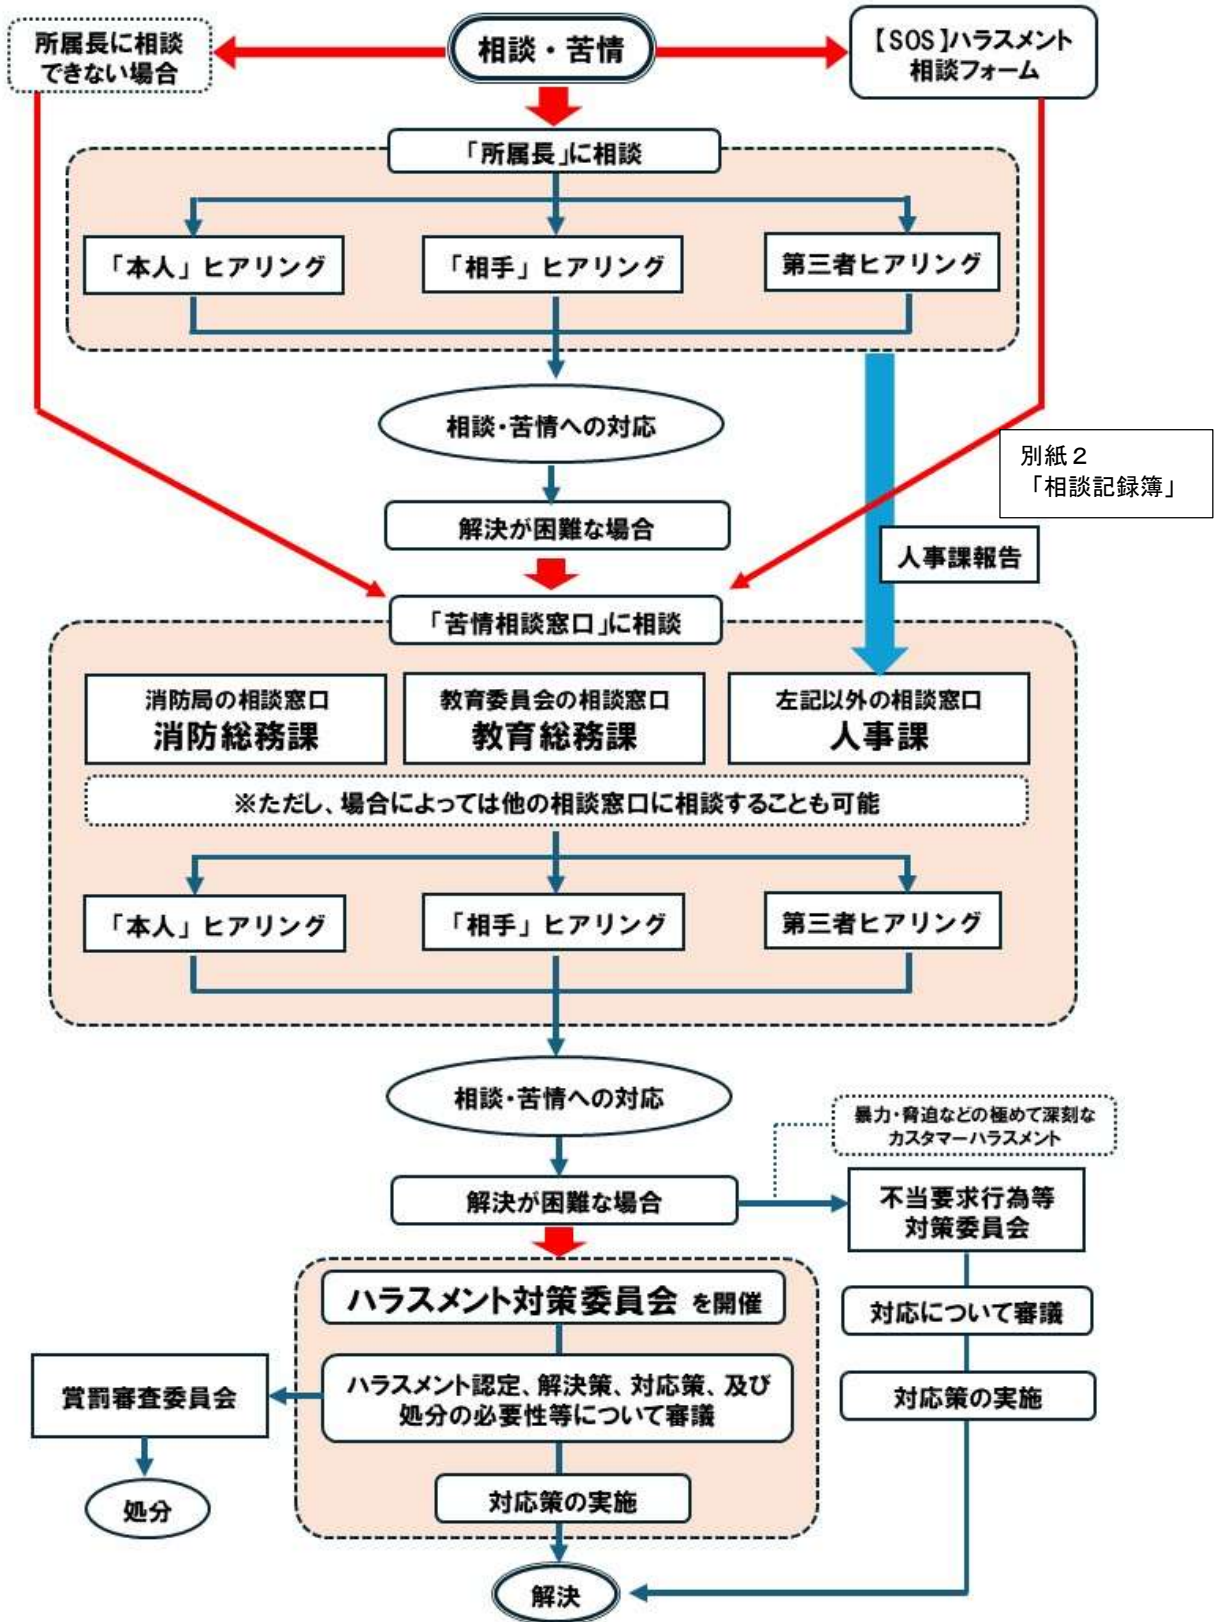 所属長に相談
できない場合
相談・苦情
【SOS】ハラスメント
相談フォーム
「所属長」に相談
「本人」ヒアリング
「相手」ヒアリング
第三者ヒアリング
相談・苦情への対応
別紙２
「相談記録簿」
解決が困難な場合
人事課報告
「苦情相談窓口」に相談
消防局の相談窓口
消防総務課
教育委員会の相談窓口
教育総務課
左記以外の相談窓口
人事課
※ただし、場合によっては他の相談窓口に相談することも可能
「本人」ヒアリング
「相手」ヒアリング
第三者ヒアリング
相談・苦情への対応
暴力・脅迫などの極めて深刻な
カスタマーハラスメント
解決が困難な場合
不当要求行為等
対策委員会
ハラスメント対策委員会 を開催
対応について審議
賞罰審査委員会
ハラスメント認定、解決策、対応策、及び
処分の必要性等について審議
対応策の実施
処分
対応策の実施
解決